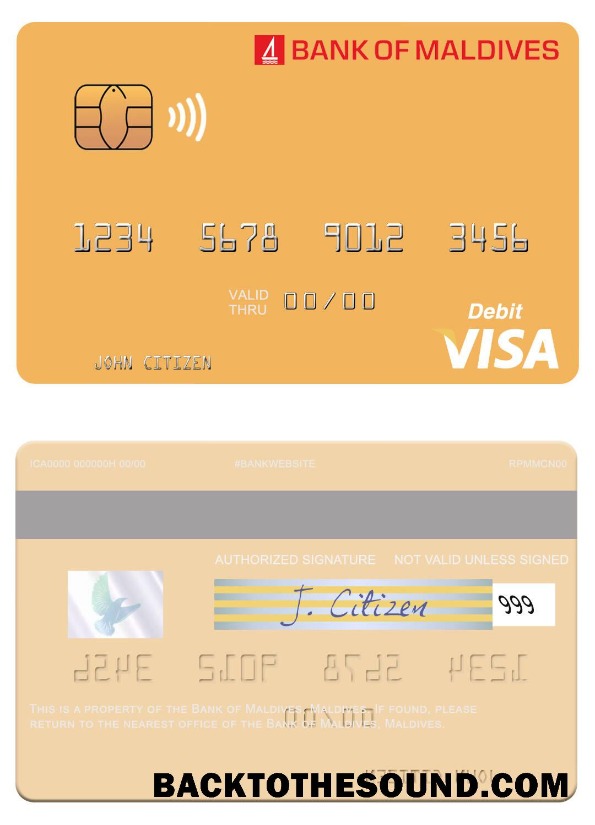 BANK OF MALDIVES
1234 5678 9012 3456
VALID THRU 00/00
Debit
VISA
JOHN CITIZEN
ICA0000 000000H 00/00 #BANKWEBSITE RPMMCN00
AUTHORIZED SIGNATURE NOT VALID UNLESS SIGNED
J. Citizen 999
THIS IS A PROPERTY OF THE BANK OF MALDIVES, MALDIVES. IF FOUND, PLEASE
RETURN TO THE NEAREST OFFICE OF THE BANK OF MALDIVES, MALDIVES.
BACKTOTHESOUND.COM